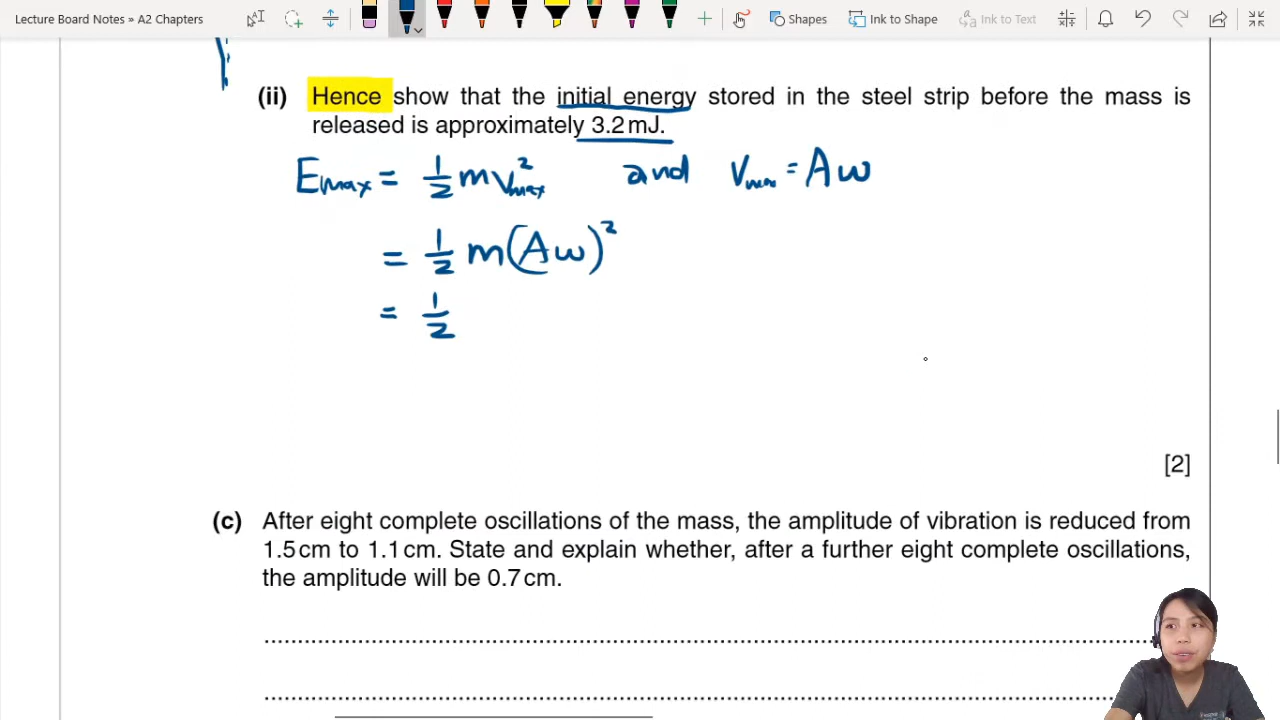 Lecture Board Notes » A2 Chapters
Shapes
Ink to Shape
Ink to Text
(ii) Hence show that the initial energy stored in the steel strip before the mass is
released is approximately 3.2 mJ.
Emax = 1/2 m vmax² and vmax = Aω
= 1/2 m(Aω)²
= 1/2
[2]
(c) After eight complete oscillations of the mass, the amplitude of vibration is reduced from
1.5 cm to 1.1 cm. State and explain whether, after a further eight complete oscillations,
the amplitude will be 0.7 cm.